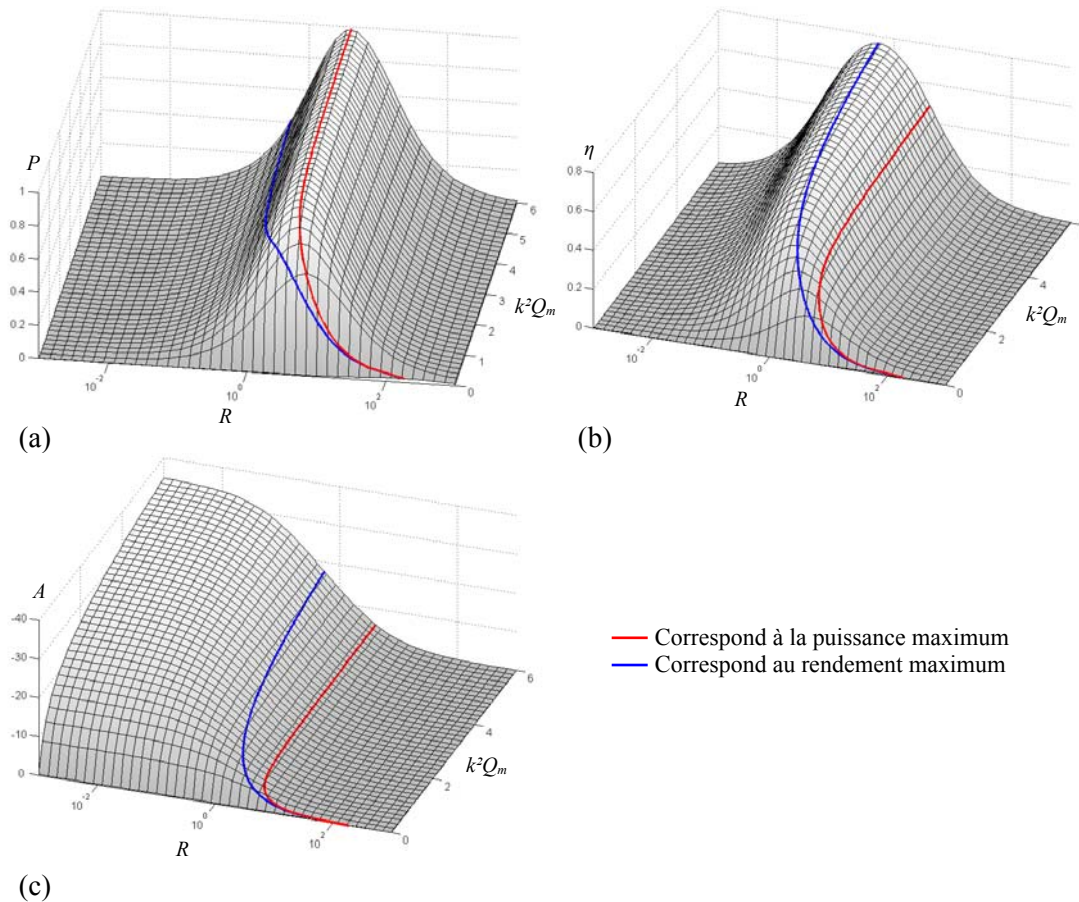 P
1
0.8
0.6
0.4
0.2
0
10⁻²
10⁰
10²
R
0
1
2
3
4
5
6
k²Qₘ
(a)
η
0.8
0.6
0.4
0.2
0
10⁻²
10⁰
10²
R
0
2
4
6
k²Qₘ
(b)
A
-40
-30
-20
-10
0
10⁻²
10⁰
10²
R
0
2
4
6
k²Qₘ
(c)
Correspond à la puissance maximum
Correspond au rendement maximum